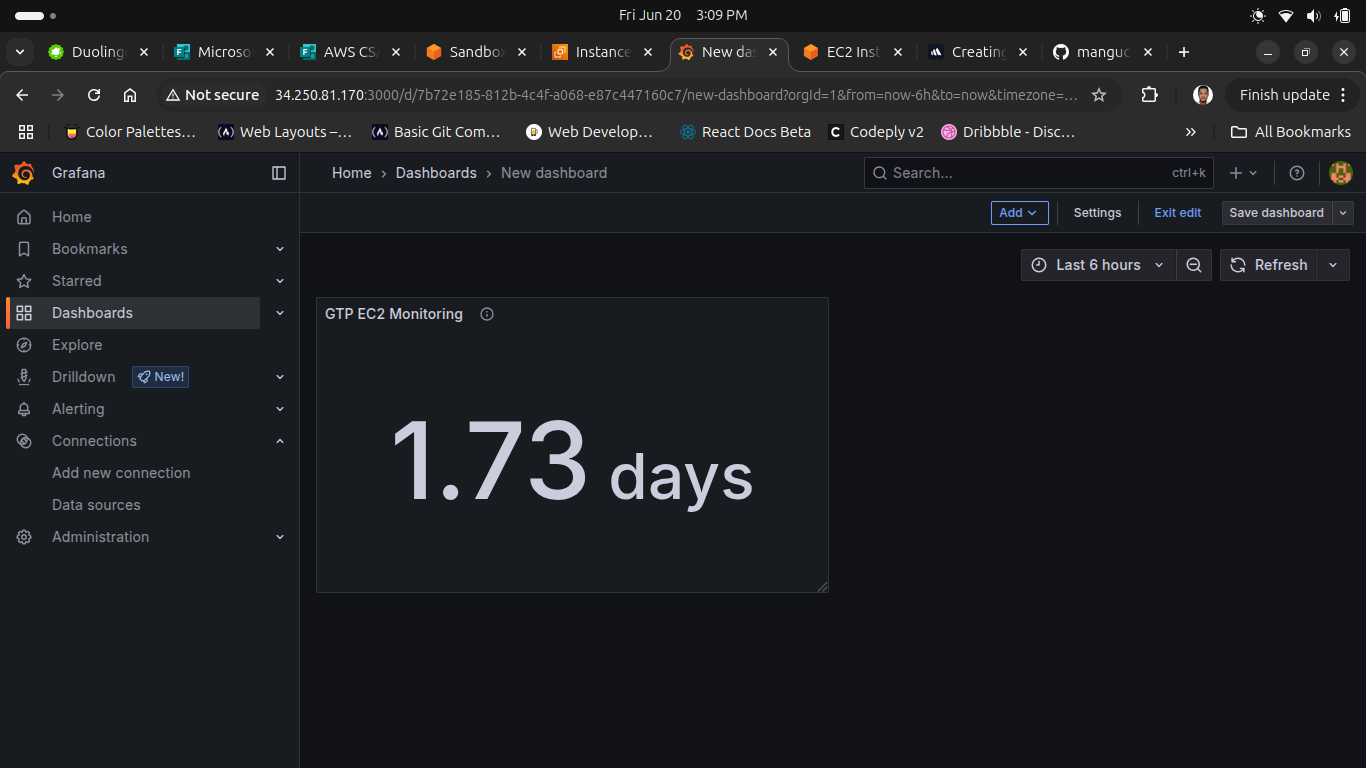 Fri Jun 20 3:09 PM
Duoling
Microso
AWS CS
Sandbox
Instance
New das
EC2 Inst
Creating
manguc
Not secure
34.250.81.170:3000/d/7b72e185-812b-4c4f-a068-e87c447160c7/new-dashboard?orgId=1&from=now-6h&to=now&timezone=...
Finish update
Color Palettes...
Web Layouts –...
Basic Git Com...
Web Develop...
React Docs Beta
Codeply v2
Dribbble - Disc...
All Bookmarks
Grafana
Home › Dashboards › New dashboard
Search... ctrl+k
Home
Bookmarks
Starred
Dashboards
Explore
Drilldown New!
Alerting
Connections
Add new connection
Data sources
Administration
Add
Settings
Exit edit
Save dashboard
Last 6 hours
Refresh
GTP EC2 Monitoring
1.73 days